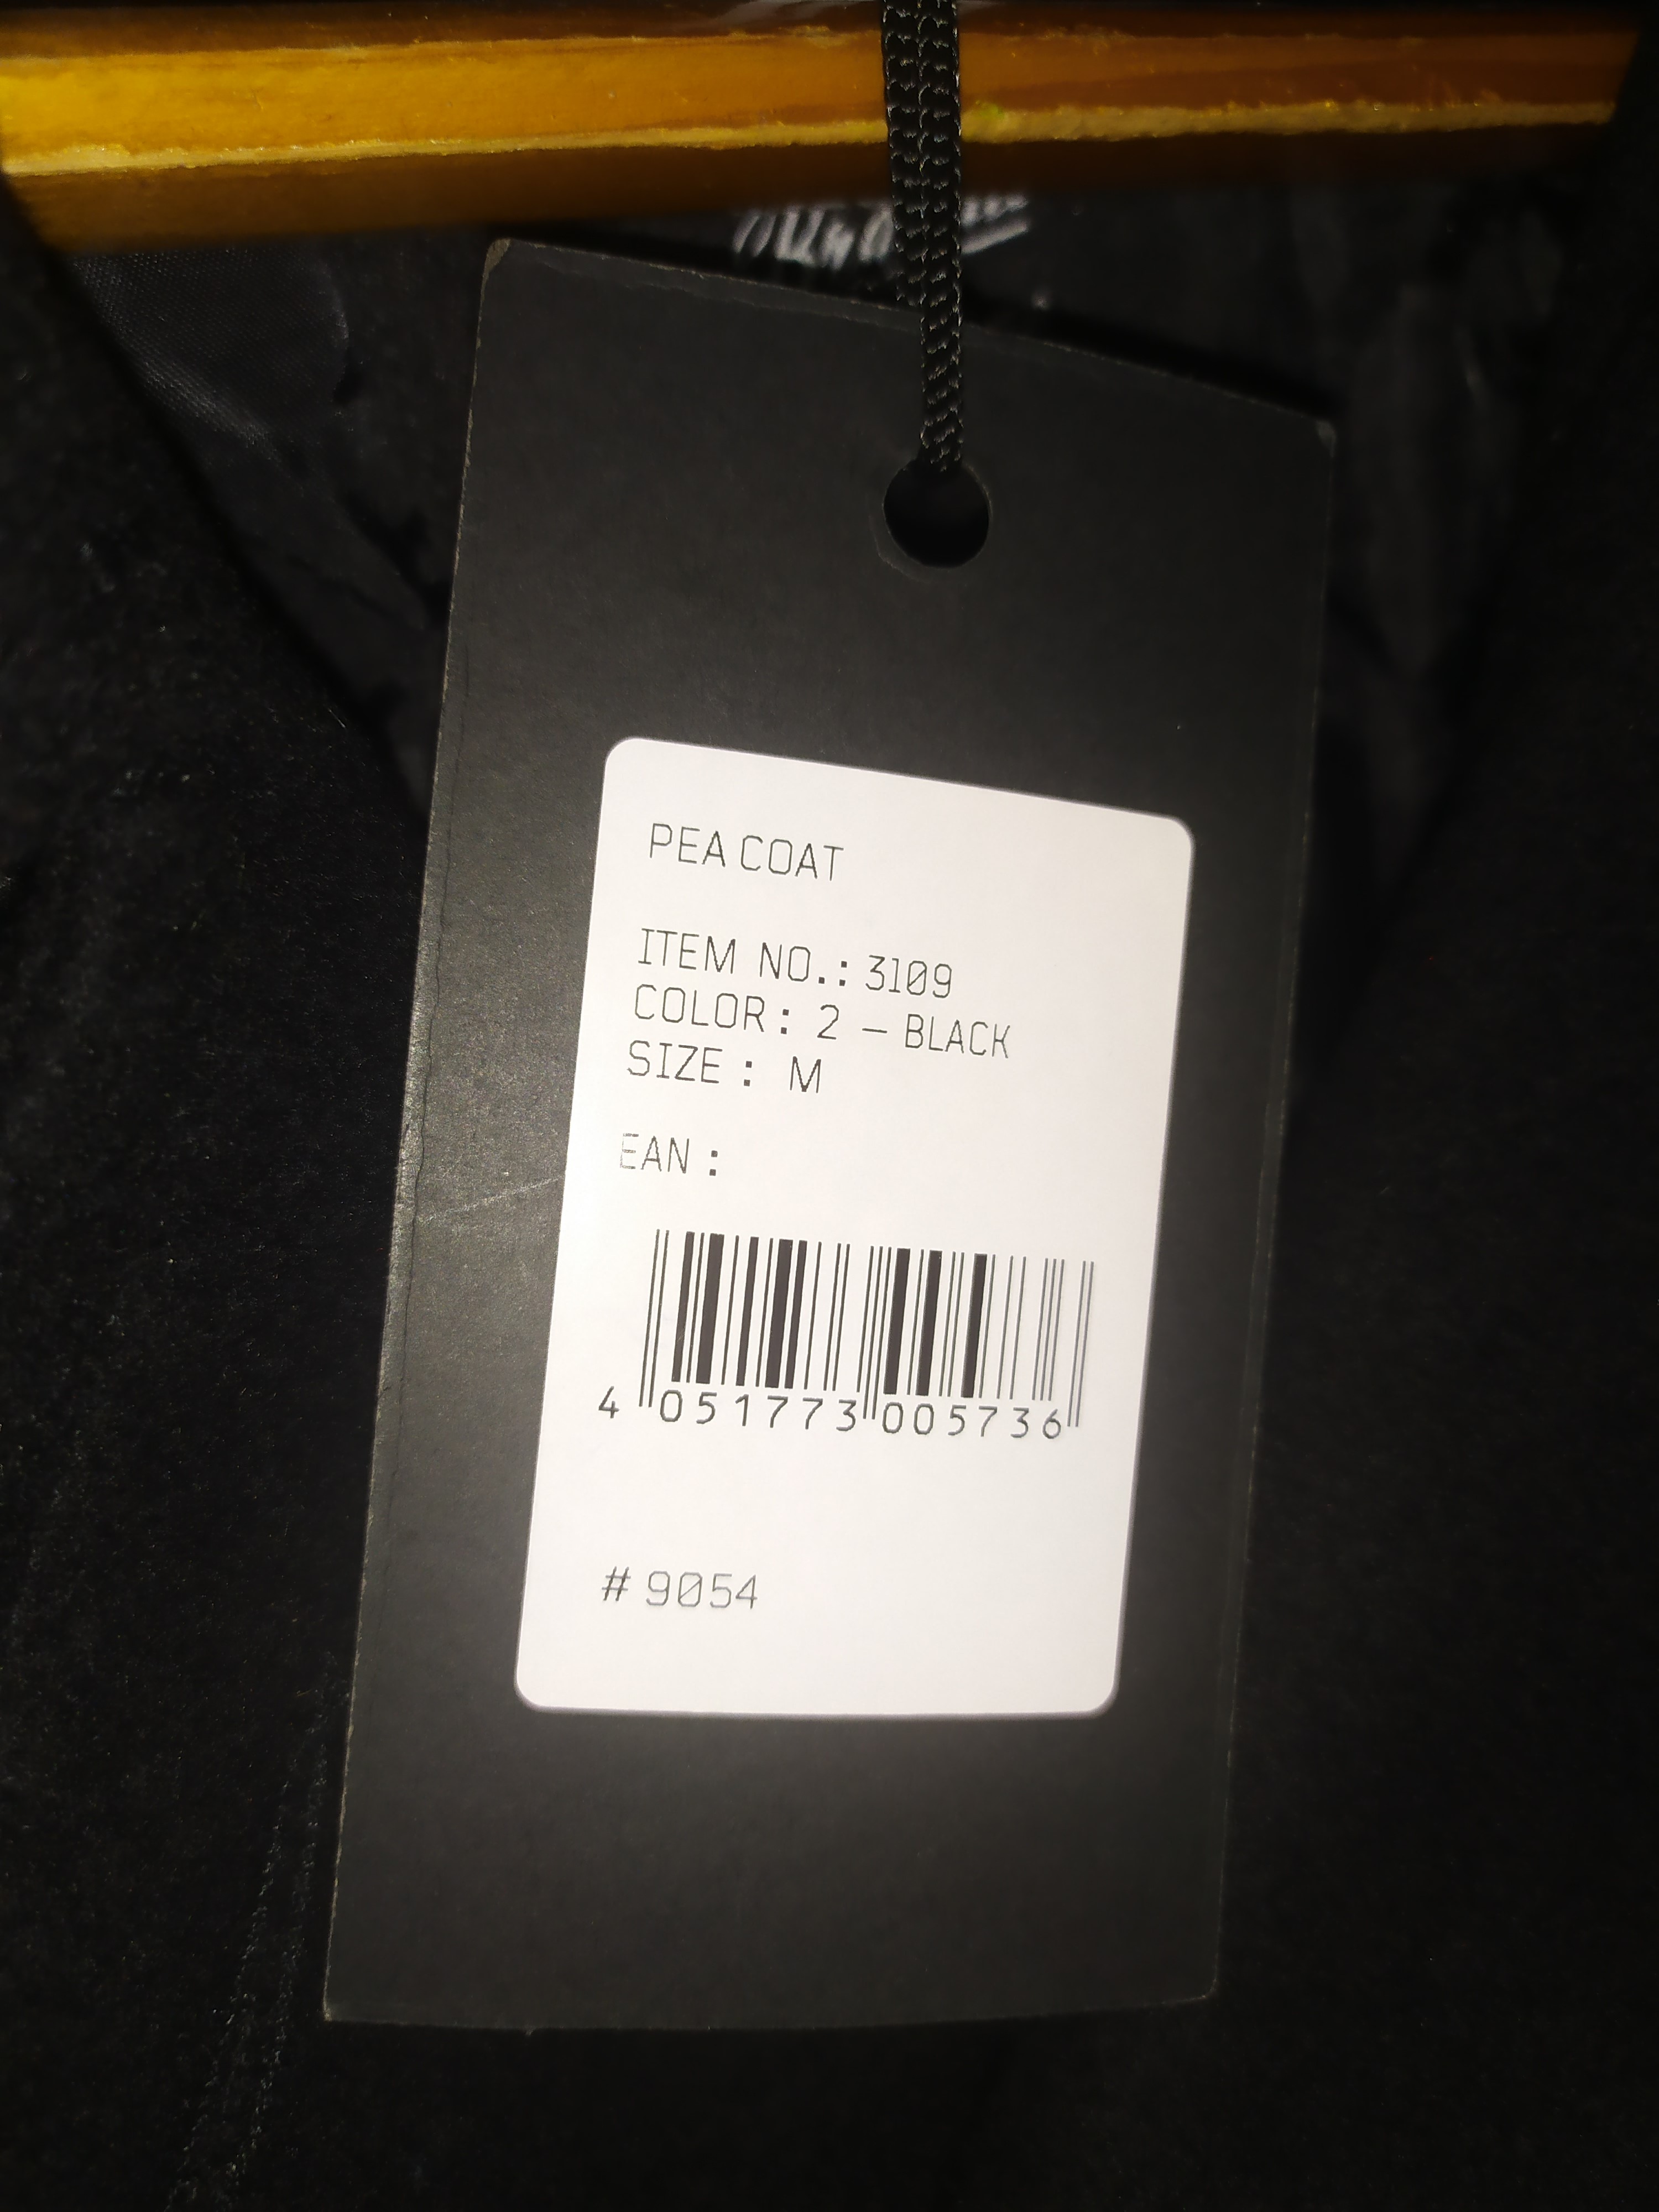 PEA COAT
ITEM NO.: 3109
COLOR: 2 – BLACK
SIZE : M
EAN :
4 051773 005736
# 9054